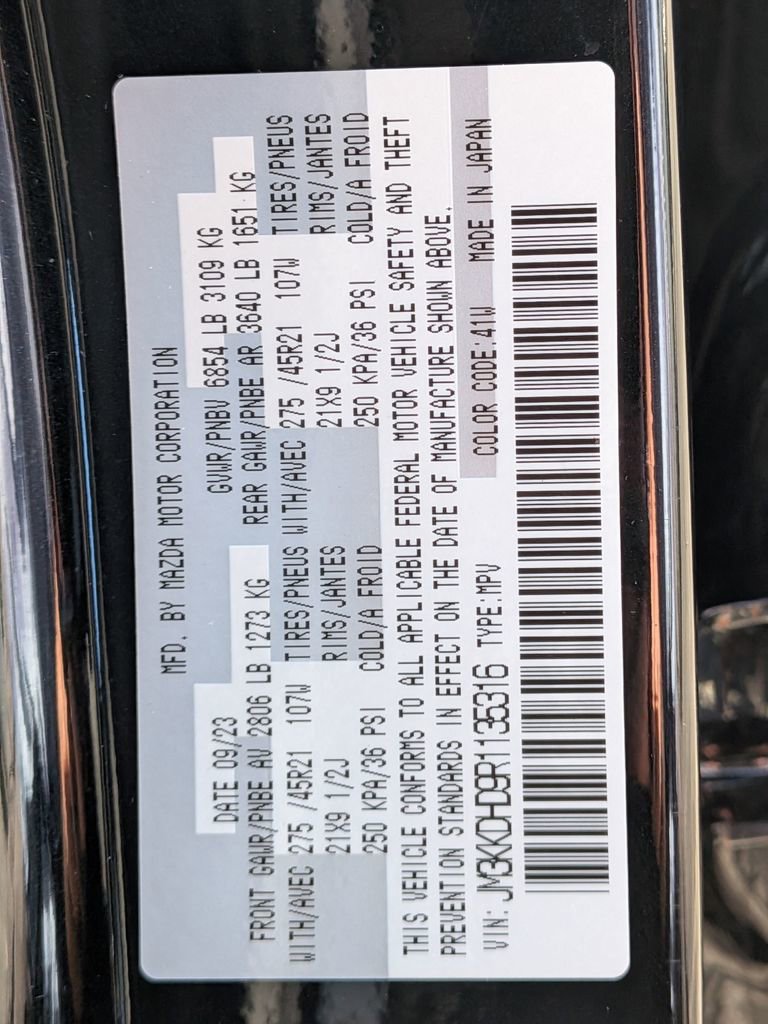 MFD. BY MAZDA MOTOR CORPORATION
DATE 09/23 GVWR/PNBV 6854 LB 3109 KG
FRONT GAWR/PNBE AV 2806 LB 1273 KG REAR GAWR/PNBE AR 3640 LB 1651 KG
WITH/AVEC 275 /45R21 107W TIRES/PNEUS WITH/AVEC 275 /45R21 107W TIRES/PNEUS
21X9 1/2J RIMS/JANTES 21X9 1/2J RIMS/JANTES
250 KPA/36 PSI COLD/A FROID 250 KPA/36 PSI COLD/A FROID
THIS VEHICLE CONFORMS TO ALL APPLICABLE FEDERAL MOTOR VEHICLE SAFETY AND THEFT
PREVENTION STANDARDS IN EFFECT ON THE DATE OF MANUFACTURE SHOWN ABOVE.
VIN: JM3KKDHD9R1135316 TYPE:MPV COLOR CODE:41W MADE IN JAPAN